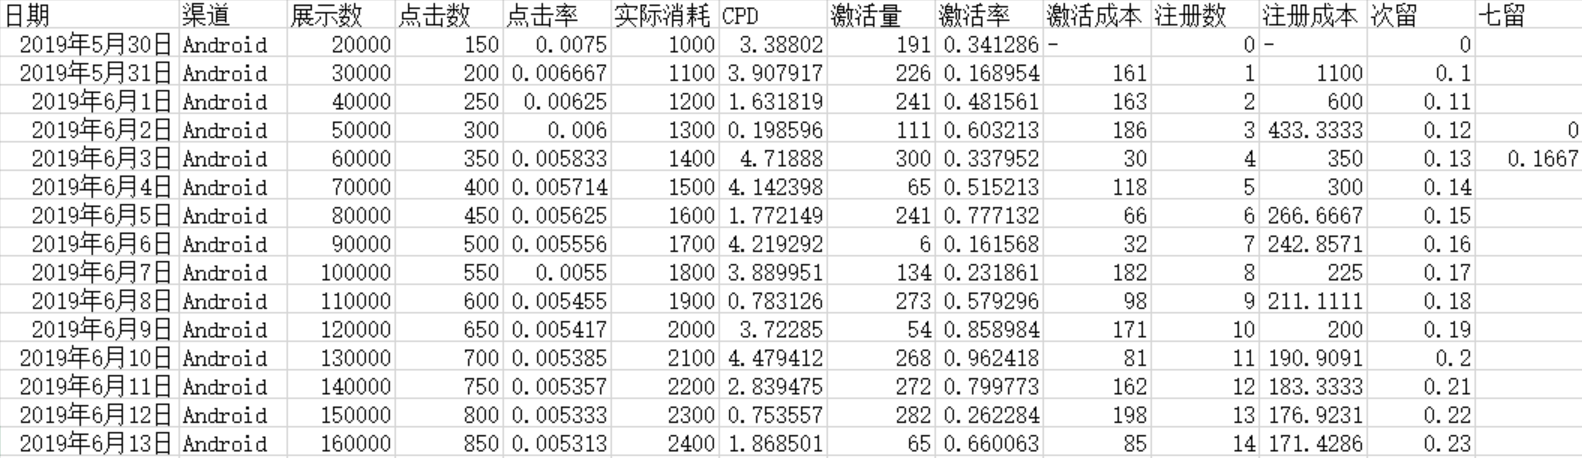 日期 渠道 展示数 点击数 点击率 实际消耗 CPD 激活量 激活率 激活成本 注册数 注册成本 次留 七留
2019年5月30日 Android 20000 150 0.0075 1000 3.38802 191 0.341286 - 0 - 0
2019年5月31日 Android 30000 200 0.006667 1100 3.907917 226 0.168954 161 1 1100 0.1
2019年6月1日 Android 40000 250 0.00625 1200 1.631819 241 0.481561 163 2 600 0.11
2019年6月2日 Android 50000 300 0.006 1300 0.198596 111 0.603213 186 3 433.3333 0.12 0
2019年6月3日 Android 60000 350 0.005833 1400 4.71888 300 0.337952 30 4 350 0.13 0.1667
2019年6月4日 Android 70000 400 0.005714 1500 4.142398 65 0.515213 118 5 300 0.14
2019年6月5日 Android 80000 450 0.005625 1600 1.772149 241 0.777132 66 6 266.6667 0.15
2019年6月6日 Android 90000 500 0.005556 1700 4.219292 6 0.161568 32 7 242.8571 0.16
2019年6月7日 Android 100000 550 0.0055 1800 3.889951 134 0.231861 182 8 225 0.17
2019年6月8日 Android 110000 600 0.005455 1900 0.783126 273 0.579296 98 9 211.1111 0.18
2019年6月9日 Android 120000 650 0.005417 2000 3.72285 54 0.858984 171 10 200 0.19
2019年6月10日 Android 130000 700 0.005385 2100 4.479412 268 0.962418 81 11 190.9091 0.2
2019年6月11日 Android 140000 750 0.005357 2200 2.839475 272 0.799773 162 12 183.3333 0.21
2019年6月12日 Android 150000 800 0.005333 2300 0.753557 282 0.262284 198 13 176.9231 0.22
2019年6月13日 Android 160000 850 0.005313 2400 1.868501 65 0.660063 85 14 171.4286 0.23